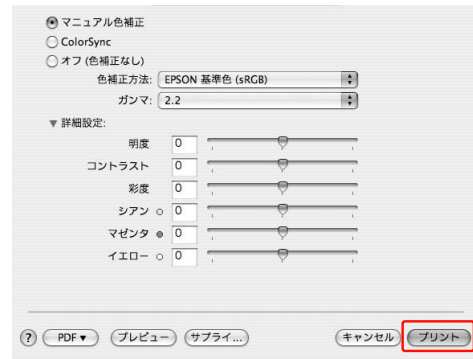 マニュアル色補正
ColorSync
オフ (色補正なし)
色補正方法: EPSON 基準色 (sRGB)
ガンマ: 2.2
▼ 詳細設定:
明度 0
コントラスト 0
彩度 0
シアン 0
マゼンタ 0
イエロー 0
? PDF▼ プレビュー サプライ... キャンセル プリント